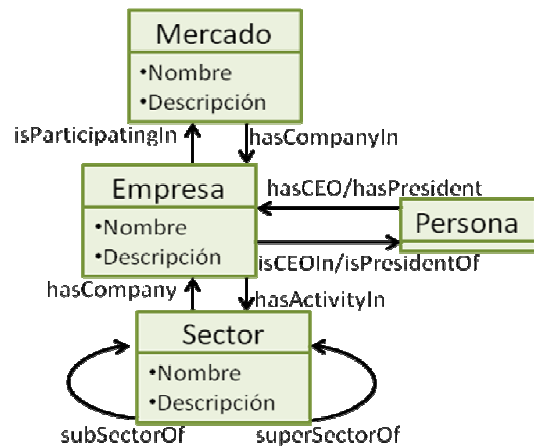 Mercado
•Nombre
•Descripción
isParticipatingIn
hasCompanyIn
Empresa
•Nombre
•Descripción
hasCEO/hasPresident
Persona
isCEOIn/isPresidentOf
hasCompany
hasActivityIn
Sector
•Nombre
•Descripción
subSectorOf
superSectorOf